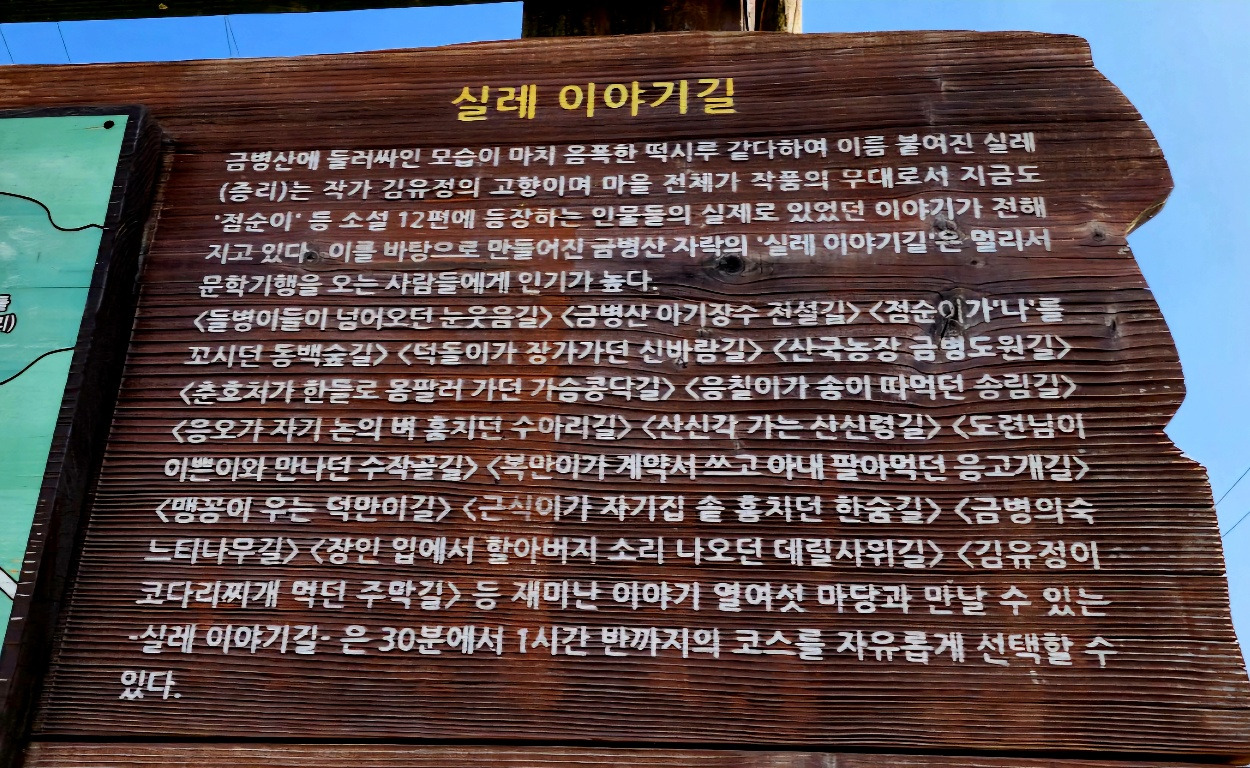 실레 이야기길
금병산에 둘러싸인 모습이 마치 움푹한 떡시루 같다하여 이름 붙여진 실레
(증리)는 작가 김유정의 고향이며 마을 전체가 작품의 무대로서 지금도
'점순이' 등 소설 12편에 등장하는 인물들의 실제로 있었던 이야기가 전해
지고 있다. 이를 바탕으로 만들어진 금병산 자락의 '실레 이야기길'은 멀리서
문학기행을 오는 사람들에게 인기가 높다.
<들병이들이 넘어오던 눈웃음길> <금병산 아기장수 전설길> <점순이가'나'를
꼬시던 동백숲길> <덕돌이가 장가가던 신바람길> <산국농장 금병도원길>
<춘호처가 한들로 몸팔러 가던 가슴콩닥길> <응칠이가 송이 따먹던 송림길>
<응오가 자기 논의 벼 훔치던 수아리길> <산신각 가는 산신령길> <도련님이
이쁜이와 만나던 수작골길> <복만이가 계약서 쓰고 아내 팔아먹던 응고개길>
<맹꽁이 우는 덕만이길> <근식이가 자기집 솥 훔치던 한숨길> <금병의숙
느티나무길> <장인 입에서 할아버지 소리 나오던 데릴사위길> <김유정이
코다리찌개 먹던 주막길> 등 재미난 이야기 열여섯 마당과 만날 수 있는
-실레 이야기길- 은 30분에서 1시간 반까지의 코스를 자유롭게 선택할 수
있다.